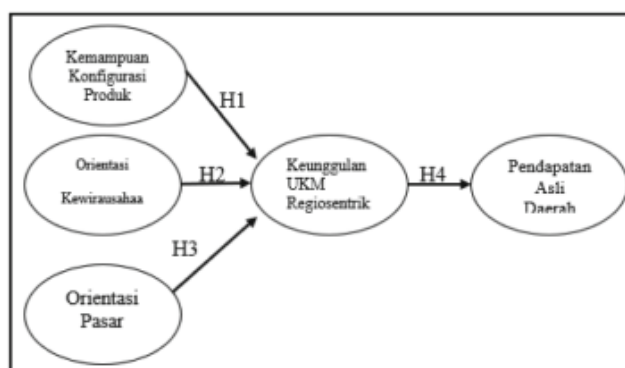 Kemampuan
Konfigurasi
Produk
H1
Orientasi
Kewirausahaa
H2
Keunggulan
UKM
Regiosentrik
H4
Pendapatan
Asli
Daerah
H3
Orientasi
Pasar